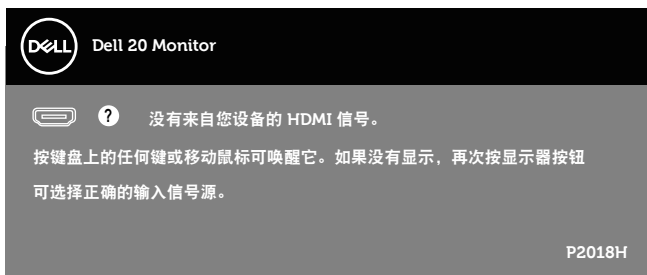 DELL
Dell 20 Monitor
? 没有来自您设备的 HDMI 信号。
按键盘上的任何键或移动鼠标可唤醒它。如果没有显示，再次按显示器按钮
可选择正确的输入信号源。
P2018H